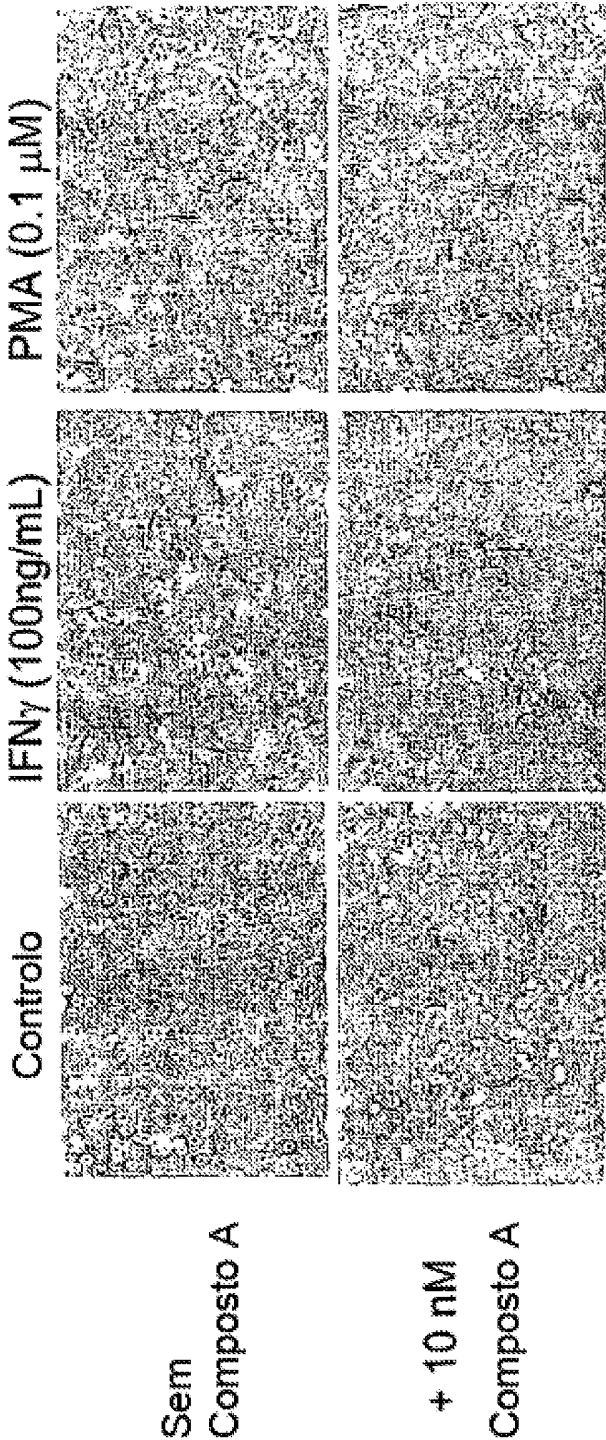 Controlo
IFNγ (100ng/mL)
PMA (0.1 µM)
Sem
Composto A
+ 10 nM
Composto A